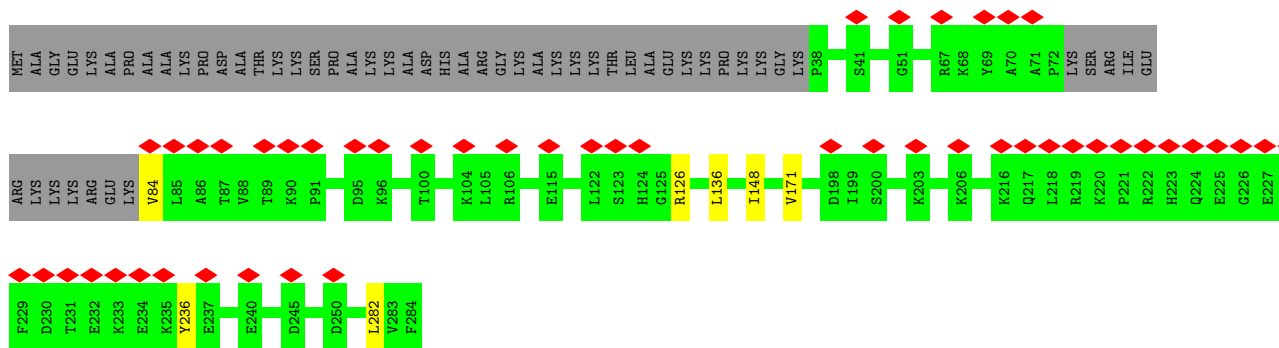 MET ALA GLY GLU LYS ALA PRO ALA ALA LYS PRO ASP ALA THR LYS LYS SER PRO ALA LYS LYS ALA ASP HIS ALA ARG GLY LYS ALA LYS LYS LYS THR LEU ALA GLU LYS LYS PRO LYS LYS GLY LYS P38 S41 G51 R67 K68 Y69 A70 A71 P72 LYS SER ARG ILE GLU
ARG LYS LYS LYS ARG GLU LYS V84 L85 A86 T87 V88 T89 K90 P91 D95 K96 T100 K104 L105 R106 E115 L122 S123 H124 G125 R126 L136 I148 V171 D198 I199 S200 K203 K206 K216 Q217 L218 R219 K220 P221 R222 H223 Q224 E225 G226 E227
F229 D230 T231 E232 K233 E234 K235 Y236 E237 E240 D245 D250 L282 V283 F284